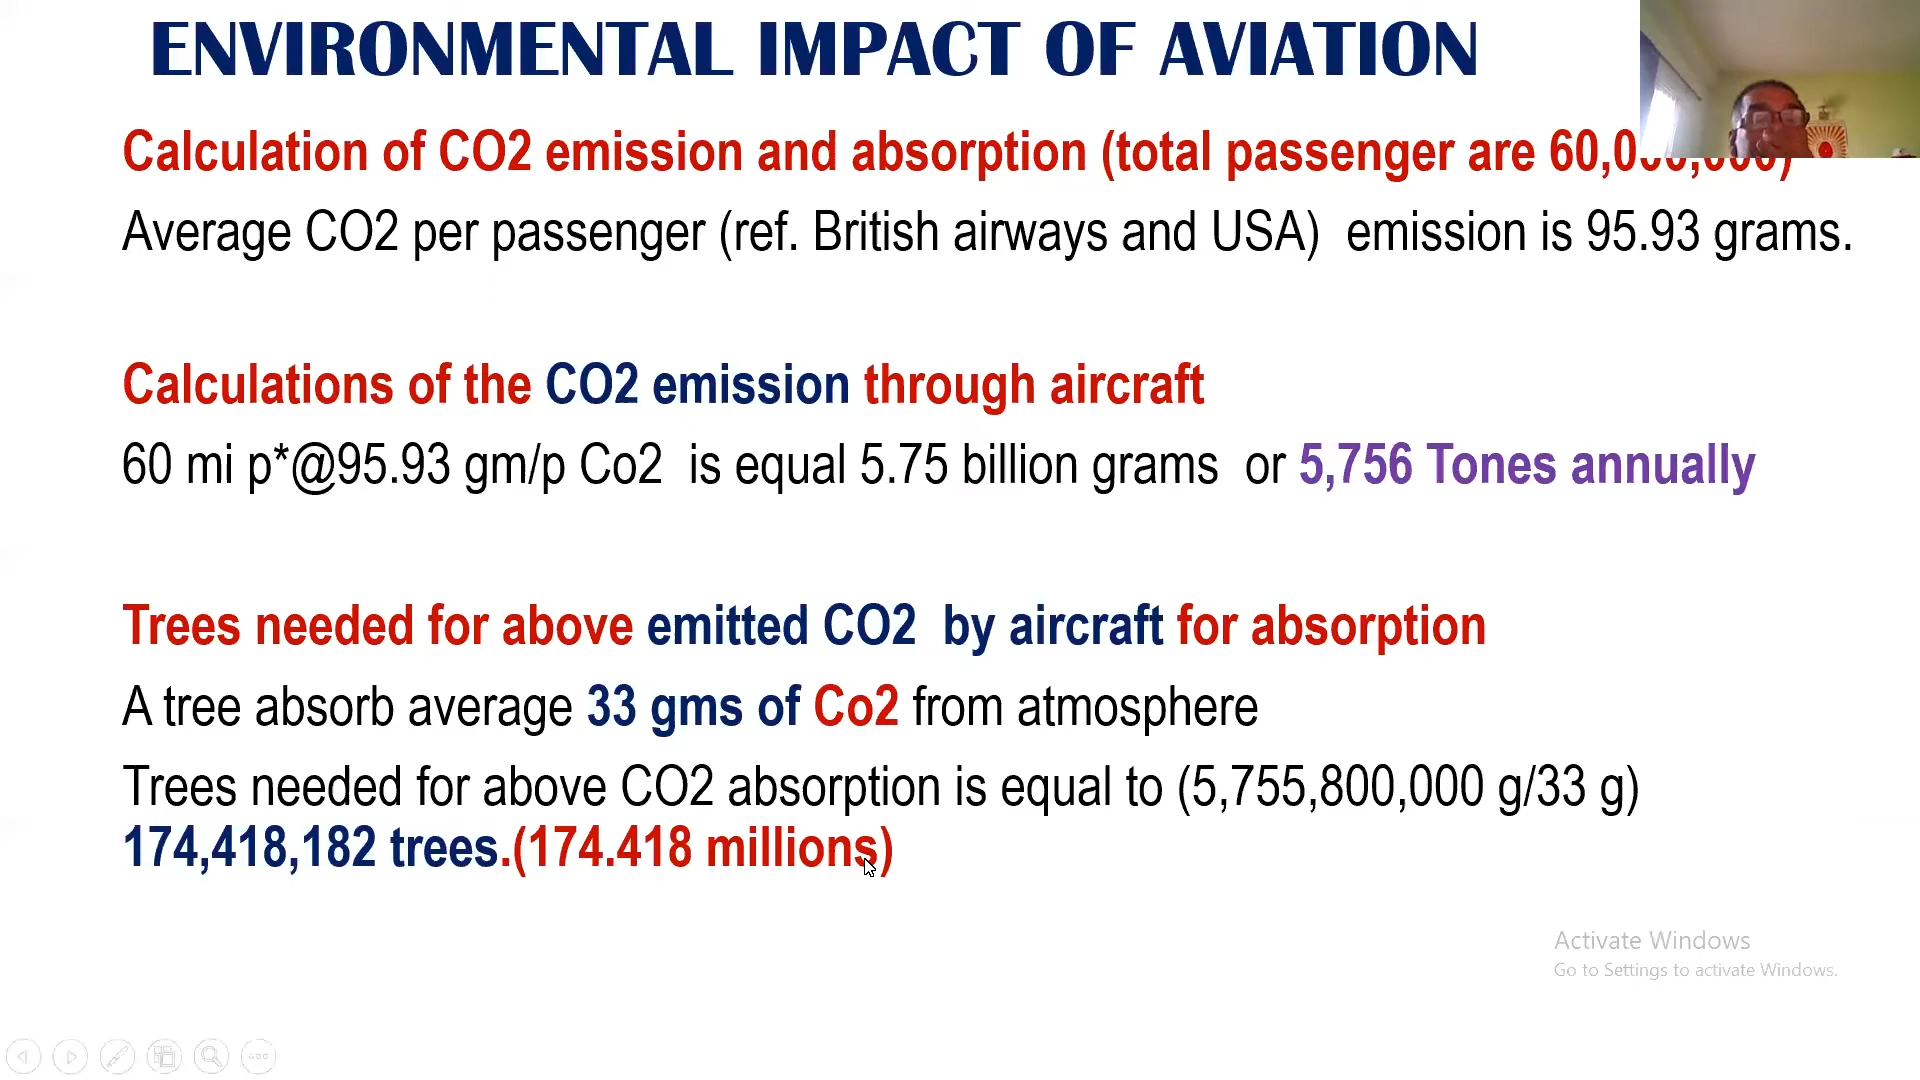 ENVIRONMENTAL IMPACT OF AVIATION
Calculation of CO2 emission and absorption (total passenger are 60,000,000)
Average CO2 per passenger (ref. British airways and USA) emission is 95.93 grams.
Calculations of the CO2 emission through aircraft
60 mi p*@95.93 gm/p Co2 is equal 5.75 billion grams or 5,756 Tones annually
Trees needed for above emitted CO2 by aircraft for absorption
A tree absorb average 33 gms of Co2 from atmosphere
Trees needed for above CO2 absorption is equal to (5,755,800,000 g/33 g)
174,418,182 trees.(174.418 millions)
Activate Windows
Go to Settings to activate Windows.